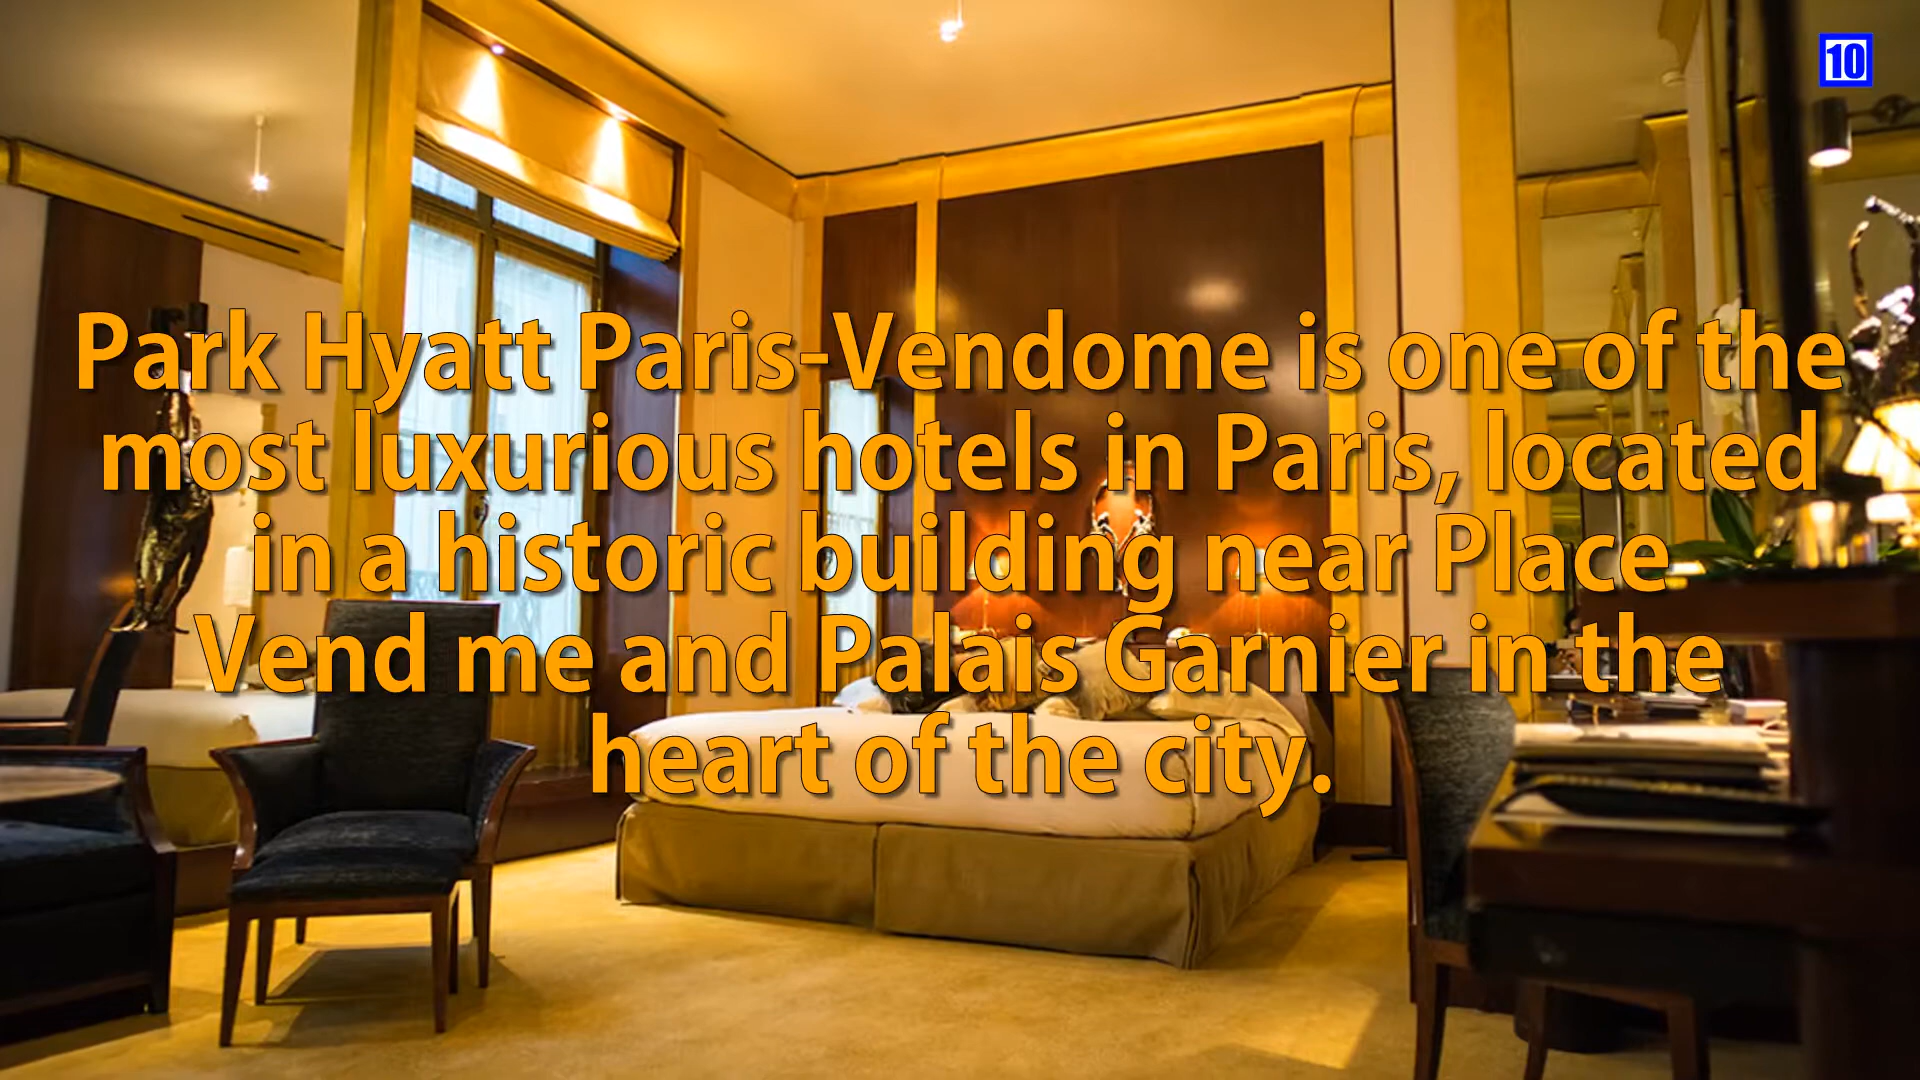 10
Park Hyatt Paris-Vendome is one of the
most luxurious hotels in Paris, located
in a historic building near Place
Vend me and Palais Garnier in the
heart of the city.